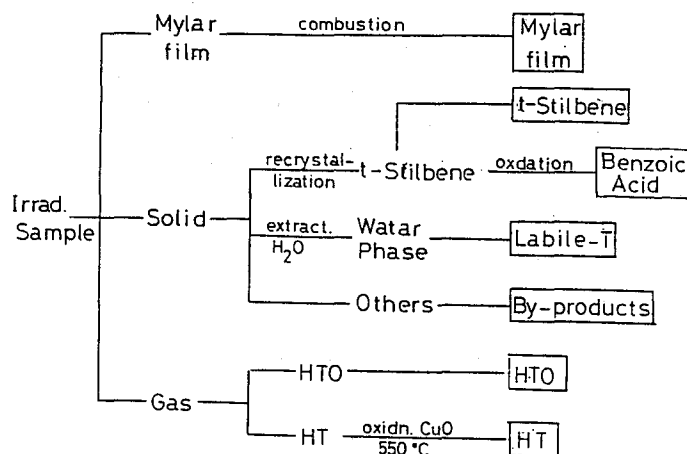 Mylar
film
combustion
Mylar
film
t-Stilbene
recrystal-
lization
t-Stilbene
oxdation
Benzoic
Acid
Irrad.
Sample
Solid
extract.
H₂O
Watar
Phase
Labile-T
Others
By-products
Gas
HTO
HTO
HT
oxidn. CuO
550 °C
HT